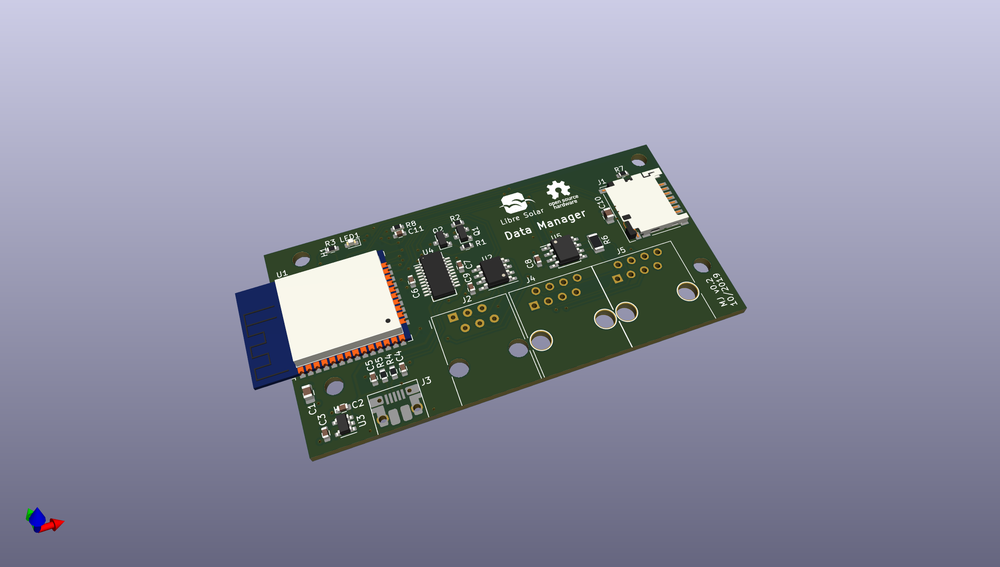 R7
J1
open source
hardware
Libre Solar
Data Manager
C10
R2
R8
C11
Q2
Q1
R1
R3
LED1
H1
U4
C7
C9
C6
U5
R6
C8
J5
J4
J2
U1
MJ
v0.2
10/2019
C5
R5
R4
C4
J3
C1
C2
C3
U3